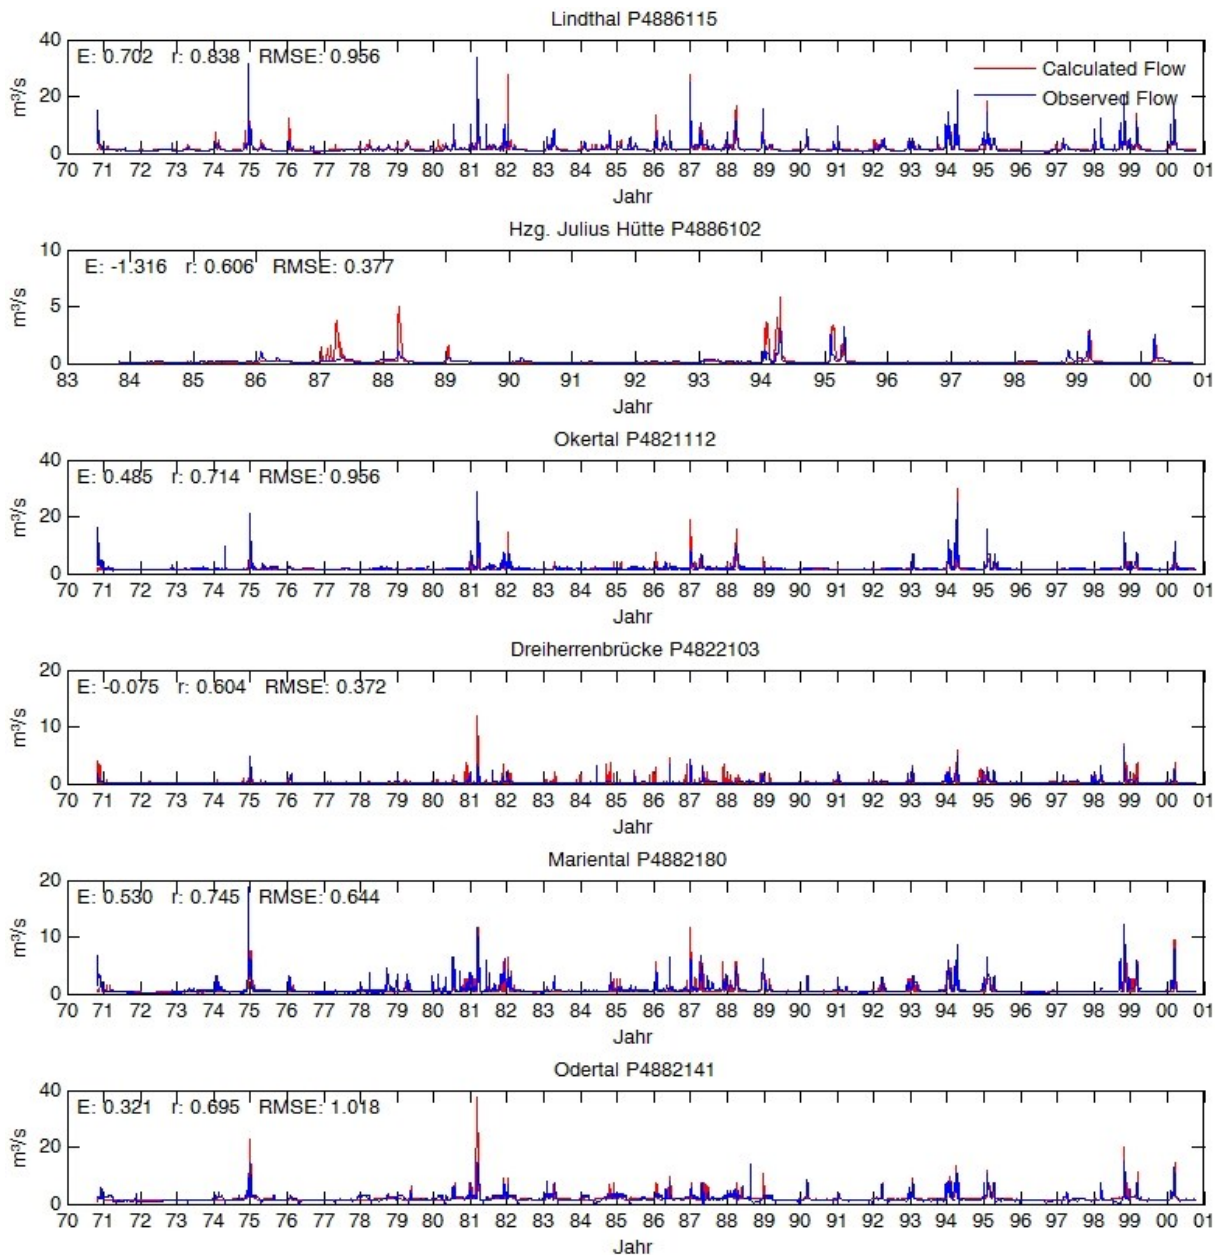 Lindthal P4886115
E: 0.702 r: 0.838 RMSE: 0.956
Calculated Flow
Observed Flow
40
20
0
m³/s
70 71 72 73 74 75 76 77 78 79 80 81 82 83 84 85 86 87 88 89 90 91 92 93 94 95 96 97 98 99 00 01
Jahr
Hzg. Julius Hütte P4886102
E: -1.316 r: 0.606 RMSE: 0.377
10
5
0
m³/s
83 84 85 86 87 88 89 90 91 92 93 94 95 96 97 98 99 00 01
Jahr
Okertal P4821112
E: 0.485 r: 0.714 RMSE: 0.956
40
20
0
m³/s
70 71 72 73 74 75 76 77 78 79 80 81 82 83 84 85 86 87 88 89 90 91 92 93 94 95 96 97 98 99 00 01
Jahr
Dreiherrenbrücke P4822103
E: -0.075 r: 0.604 RMSE: 0.372
20
10
0
m³/s
70 71 72 73 74 75 76 77 78 79 80 81 82 83 84 85 86 87 88 89 90 91 92 93 94 95 96 97 98 99 00 01
Jahr
Mariental P4882180
E: 0.530 r: 0.745 RMSE: 0.644
20
10
0
m³/s
70 71 72 73 74 75 76 77 78 79 80 81 82 83 84 85 86 87 88 89 90 91 92 93 94 95 96 97 98 99 00 01
Jahr
Odertal P4882141
E: 0.321 r: 0.695 RMSE: 1.018
40
20
0
m³/s
70 71 72 73 74 75 76 77 78 79 80 81 82 83 84 85 86 87 88 89 90 91 92 93 94 95 96 97 98 99 00 01
Jahr